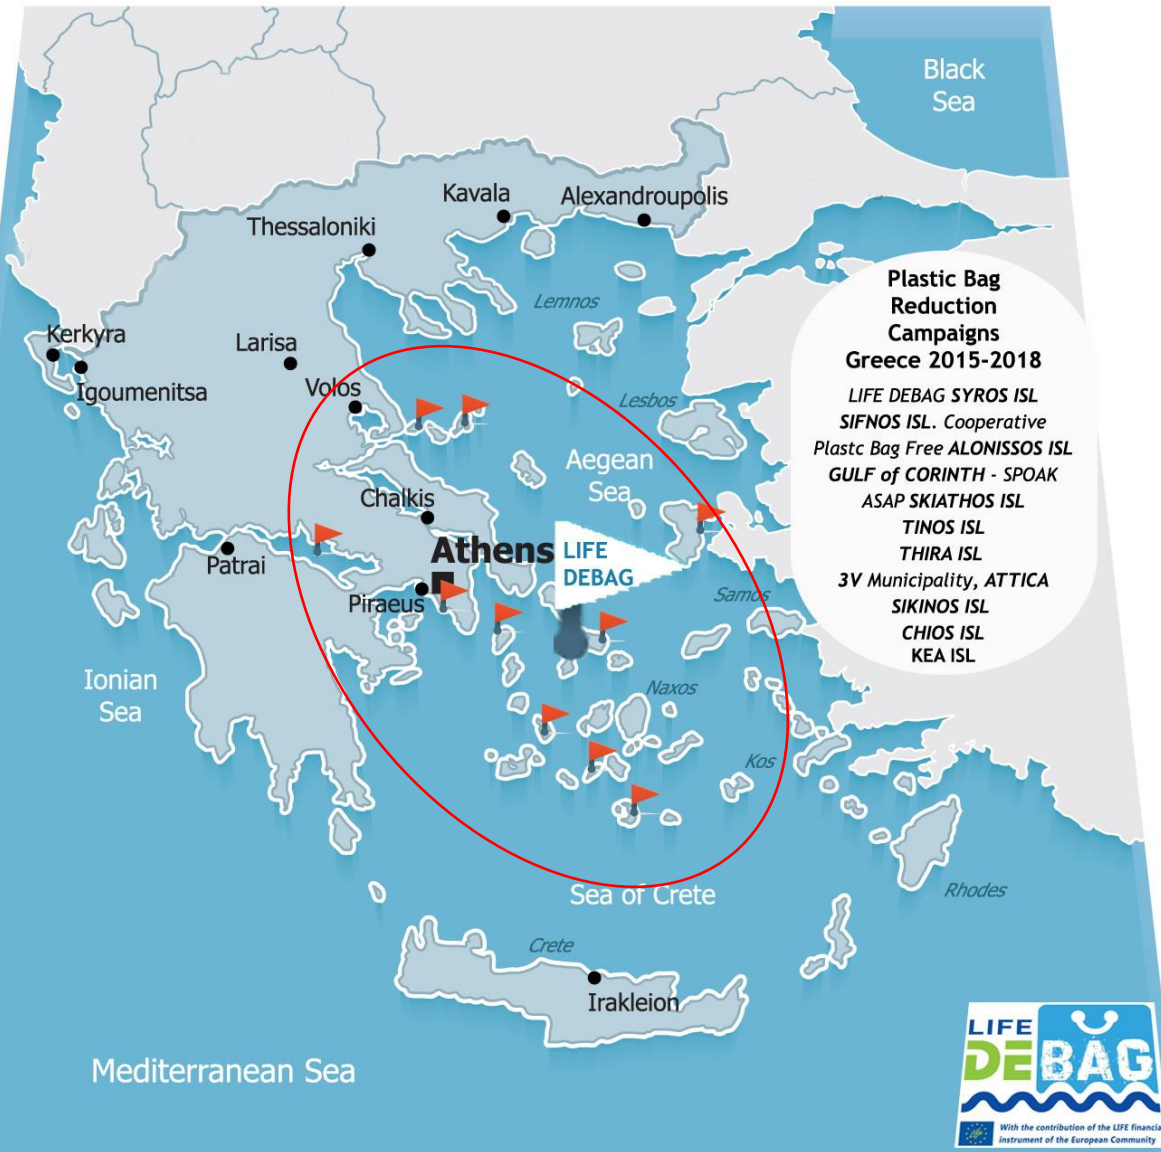 Black
Sea
Kavala
Alexandroupolis
Thessaloniki
Lemnos
Kerkyra
Larisa
Igoumenitsa
Volos
Lesbos
Aegean
Sea
Chalkis
Athens
LIFE
DEBAG
Patrai
Piraeus
Samos
Ionian
Sea
Naxos
Kos
Sea of Crete
Rhodes
Crete
Irakleion
Mediterranean Sea
Plastic Bag
Reduction
Campaigns
Greece 2015-2018
LIFE DEBAG SYROS ISL
SIFNOS ISL. Cooperative
Plastc Bag Free ALONISSOS ISL
GULF of CORINTH - SPOAK
ASAP SKIATHOS ISL
TINOS ISL
THIRA ISL
3V Municipality, ATTICA
SIKINOS ISL
CHIOS ISL
KEA ISL
LIFE
DEBAG
With the contribution of the LIFE financia
instrument of the European Community